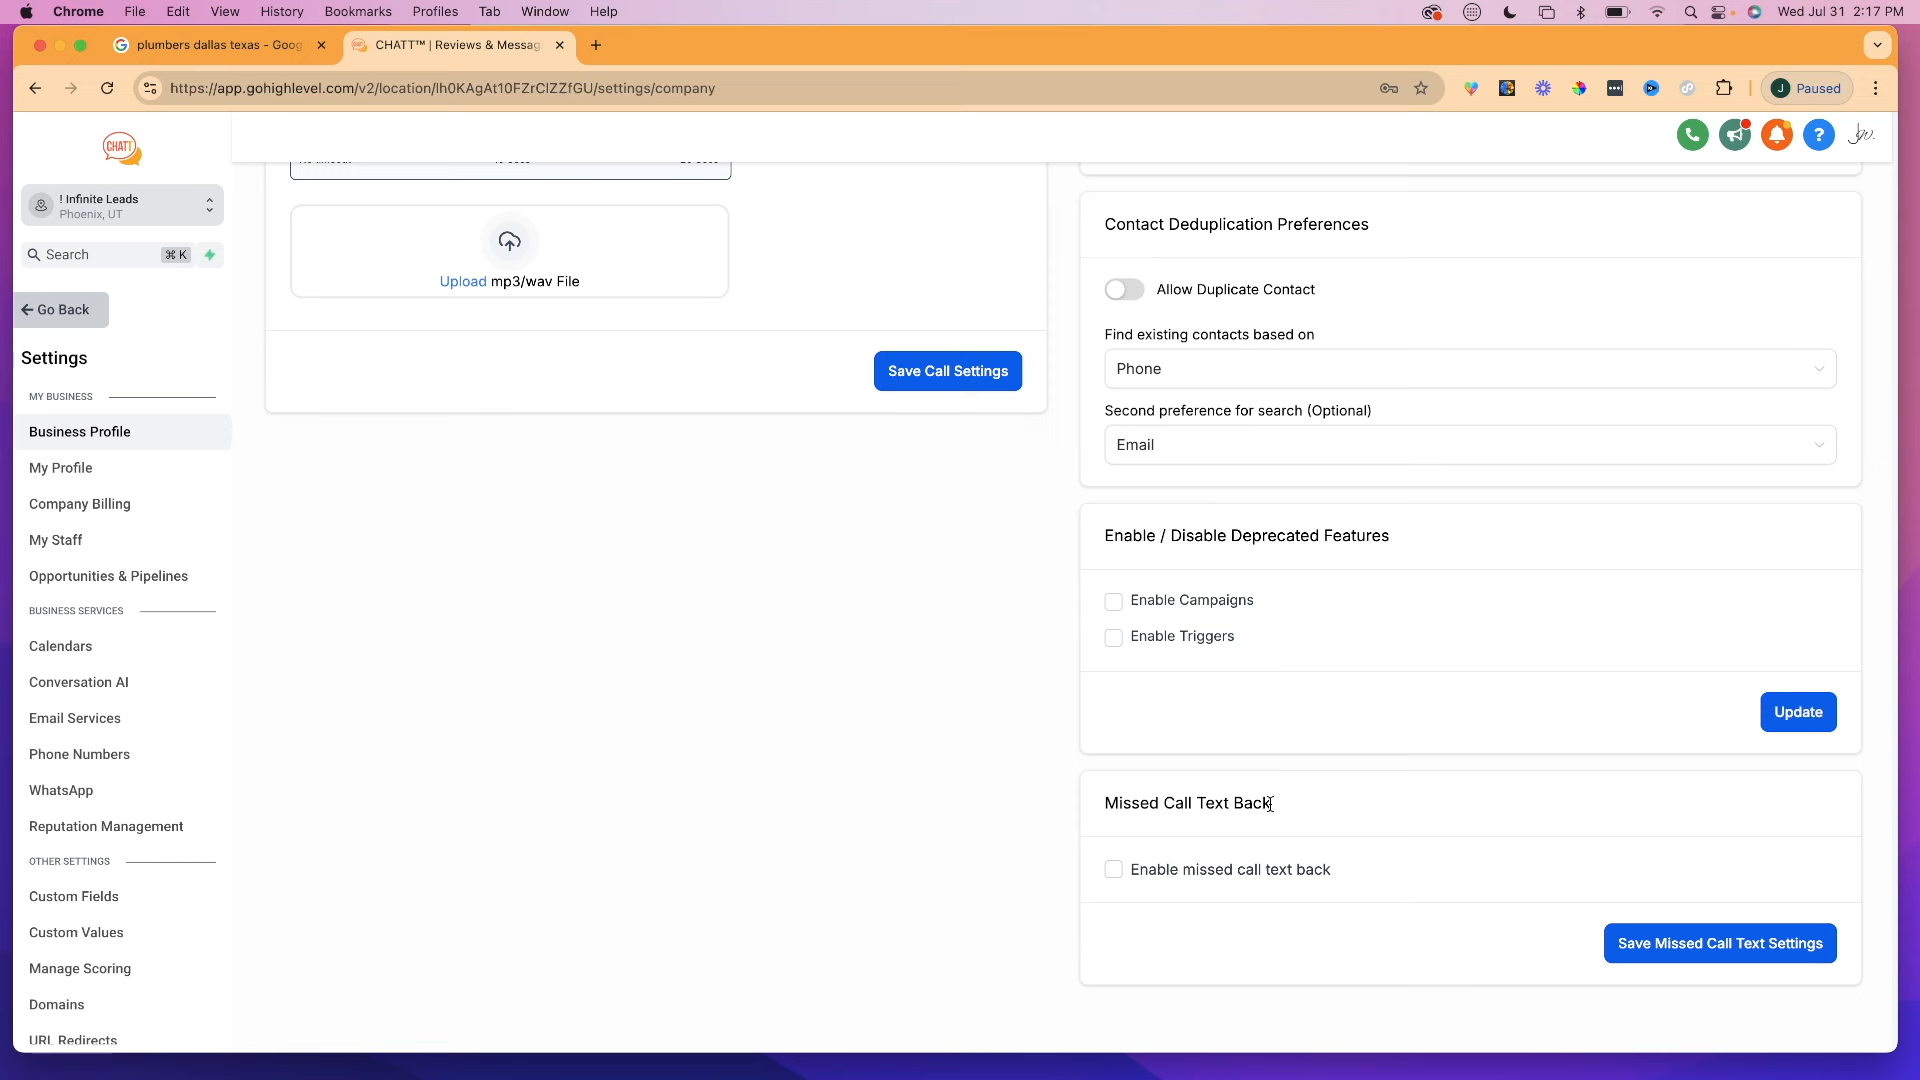 Chrome File Edit View History Bookmarks Profiles Tab Window Help Wed Jul 31 2:17 PM
plumbers dallas texas - Goog
CHATT™ | Reviews & Messag
https://app.gohighlevel.com/v2/location/lh0KAgAt10FZrClZZfGU/settings/company
J Paused
CHATT
! Infinite Leads
Phoenix, UT
Search ⌘ K
Go Back
Settings
MY BUSINESS
Business Profile
My Profile
Company Billing
My Staff
Opportunities & Pipelines
BUSINESS SERVICES
Calendars
Conversation AI
Email Services
Phone Numbers
WhatsApp
Reputation Management
OTHER SETTINGS
Custom Fields
Custom Values
Manage Scoring
Domains
URL Redirects
Upload mp3/wav File
Save Call Settings
Contact Deduplication Preferences
Allow Duplicate Contact
Find existing contacts based on
Phone
Second preference for search (Optional)
Email
Enable / Disable Deprecated Features
Enable Campaigns
Enable Triggers
Update
Missed Call Text Back
Enable missed call text back
Save Missed Call Text Settings